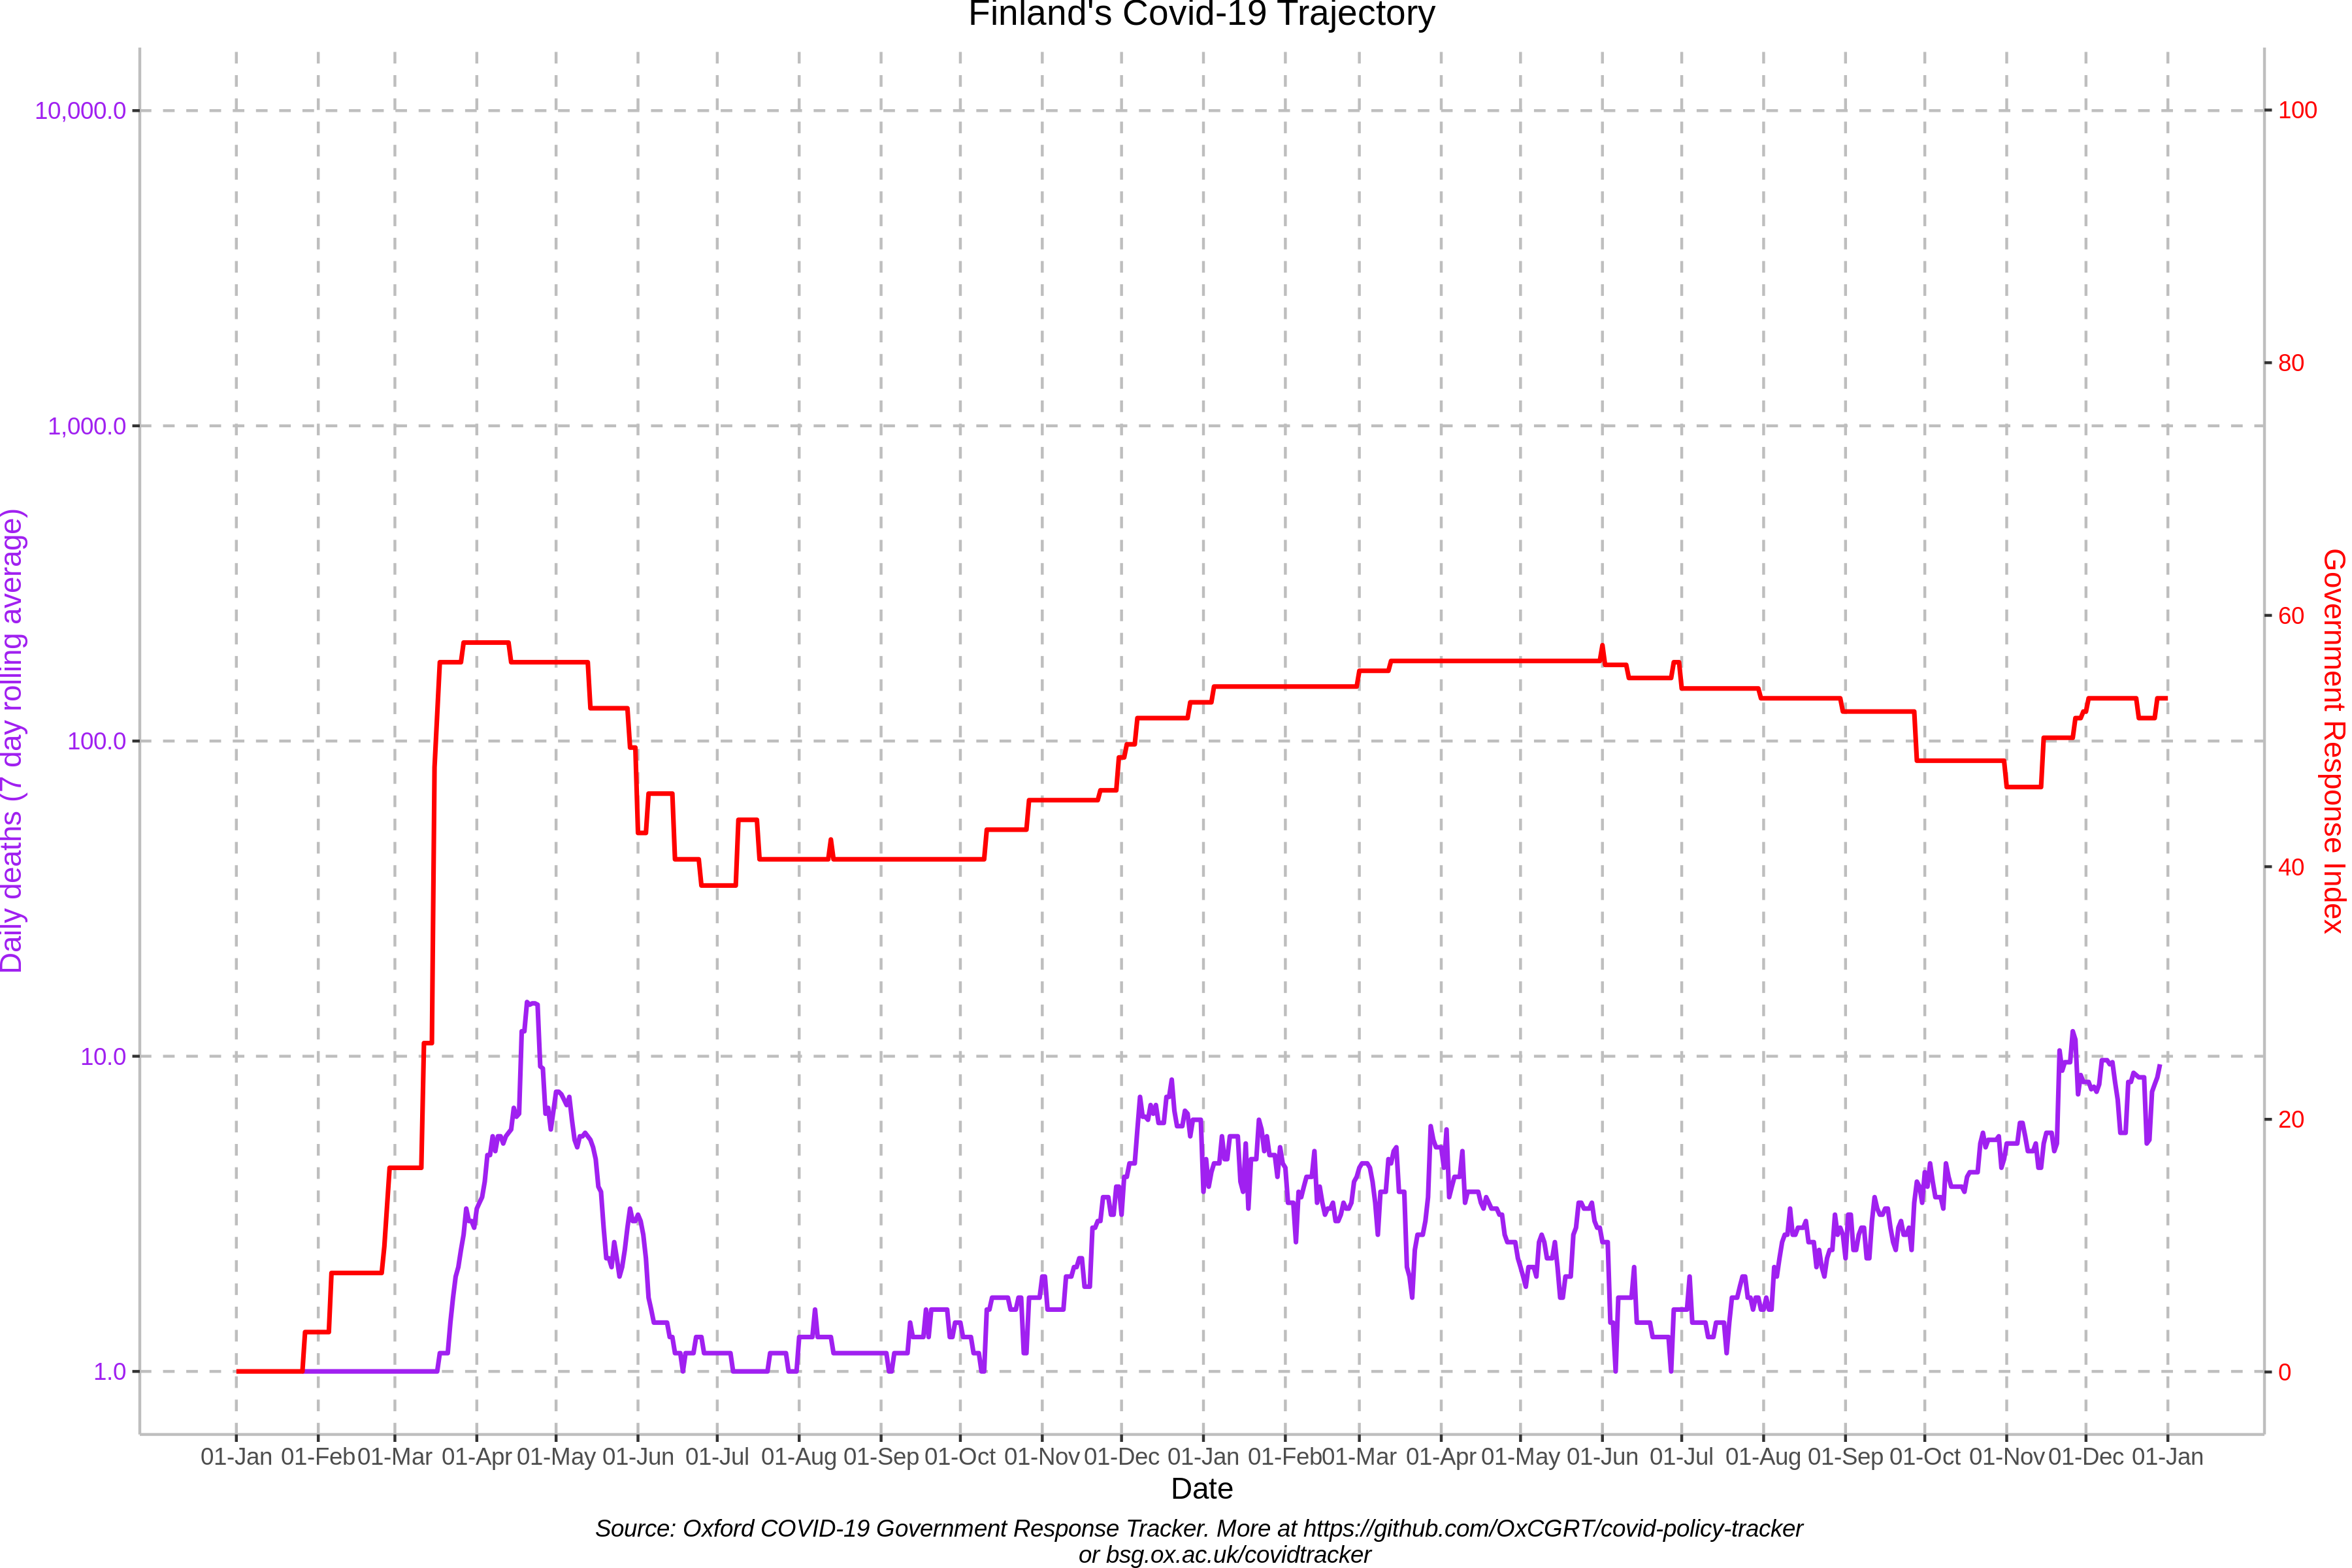 Finland's Covid-19 Trajectory
10,000.0
1,000.0
100.0
10.0
1.0
Daily deaths (7 day rolling average)
100
80
60
40
20
0
Government Response Index
01-Jan 01-Feb 01-Mar 01-Apr 01-May 01-Jun 01-Jul 01-Aug 01-Sep 01-Oct 01-Nov 01-Dec 01-Jan 01-Feb 01-Mar 01-Apr 01-May 01-Jun 01-Jul 01-Aug 01-Sep 01-Oct 01-Nov 01-Dec 01-Jan
Date
Source: Oxford COVID-19 Government Response Tracker. More at https://github.com/OxCGRT/covid-policy-tracker
or bsg.ox.ac.uk/covidtracker